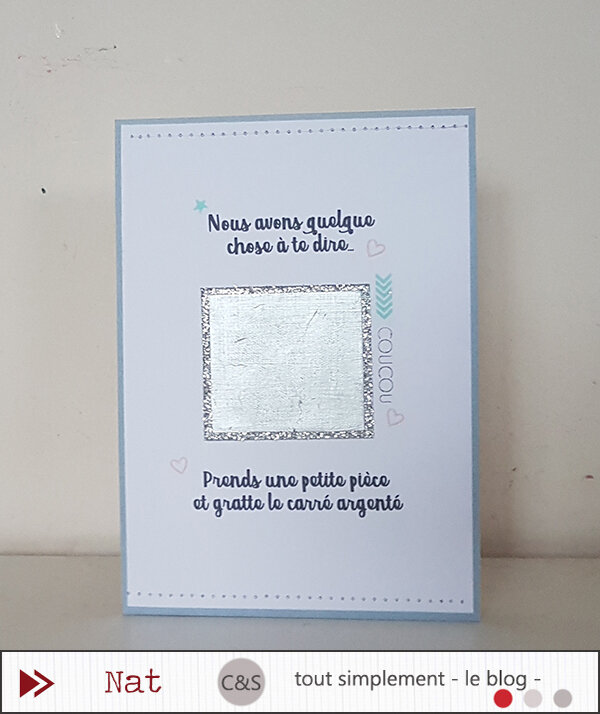 Nous avons quelque
chose à te dire...
COUCOU
Prends une petite pièce
et gratte le carré argenté
Nat
C&S
tout simplement - le blog -